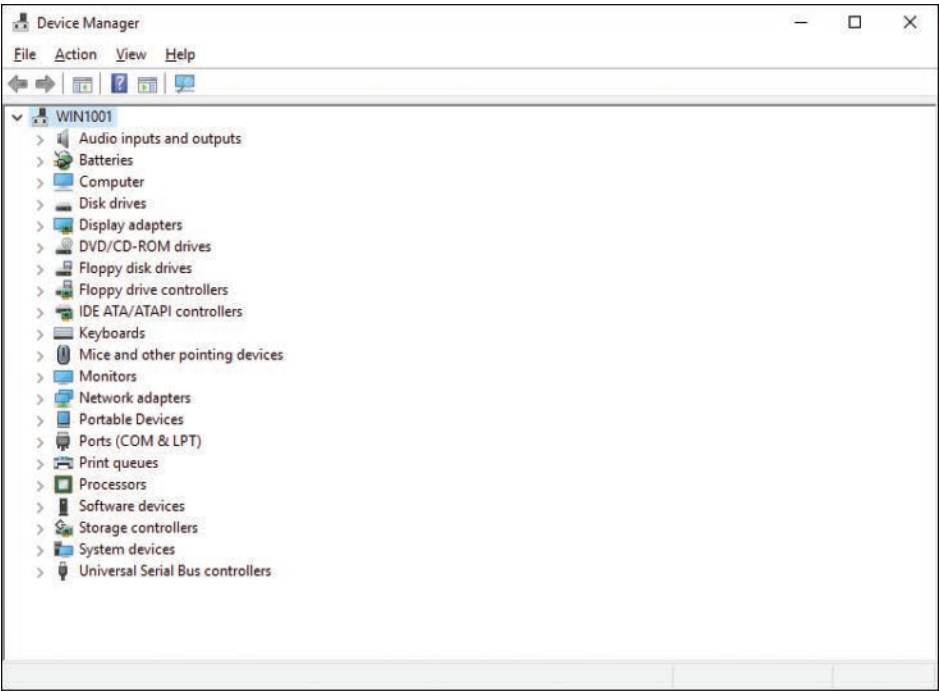 Device Manager
File Action View Help
?
WIN1001
Audio inputs and outputs
Batteries
Computer
Disk drives
Display adapters
DVD/CD-ROM drives
Floppy disk drives
Floppy drive controllers
IDE ATA/ATAPI controllers
Keyboards
Mice and other pointing devices
Monitors
Network adapters
Portable Devices
Ports (COM & LPT)
Print queues
Processors
Software devices
Storage controllers
System devices
Universal Serial Bus controllers